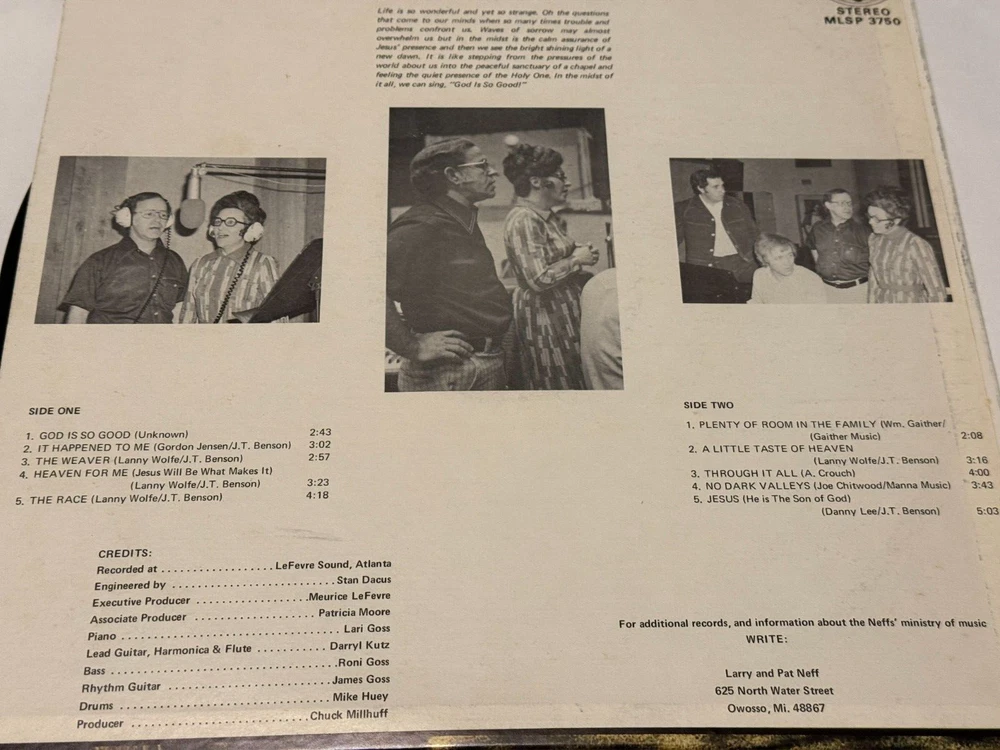 Life is so wonderful and yet so strange. Oh the questions
that come to our minds when so many times trouble and
problems confront us. Waves of sorrow may almost
overwhelm us but in the midst is the calm assurance of
Jesus' presence and then we see the bright shining light of a
new dawn. It is like stepping from the pressures of the
world about us into the peaceful sanctuary of a chapel and
feeling the quiet presence of the Holy One. In the midst of
it all, we can sing, "God Is So Good!"
STEREO
MLSP 3750
SIDE ONE
1. GOD IS SO GOOD (Unknown) 2:43
2. IT HAPPENED TO ME (Gordon Jensen/J.T. Benson) 3:02
3. THE WEAVER (Lanny Wolfe/J.T. Benson) 2:57
4. HEAVEN FOR ME (Jesus Will Be What Makes It)
(Lanny Wolfe/J.T. Benson) 3:23
5. THE RACE (Lanny Wolfe/J.T. Benson) 4:18
SIDE TWO
1. PLENTY OF ROOM IN THE FAMILY (Wm. Gaither/
(Gaither Music) 2:08
2. A LITTLE TASTE OF HEAVEN
(Lanny Wolfe/J.T. Benson) 3:16
3. THROUGH IT ALL (A. Crouch) 4:00
4. NO DARK VALLEYS (Joe Chitwood/Manna Music) 3:43
5. JESUS (He is The Son of God)
(Danny Lee/J.T. Benson) 5:03
CREDITS:
Recorded at .................. LeFevre Sound, Atlanta
Engineered by .......................... Stan Dacus
Executive Producer .................. Meurice LeFevre
Associate Producer .................. Patricia Moore
Piano ................................... Lari Goss
Lead Guitar, Harmonica & Flute ........... Darryl Kutz
Bass .................................... Roni Goss
Rhythm Guitar .......................... James Goss
Drums .................................. Mike Huey
Producer ............................ Chuck Millhuff
For additional records, and information about the Neffs' ministry of music
WRITE:
Larry and Pat Neff
625 North Water Street
Owosso, Mi. 48867